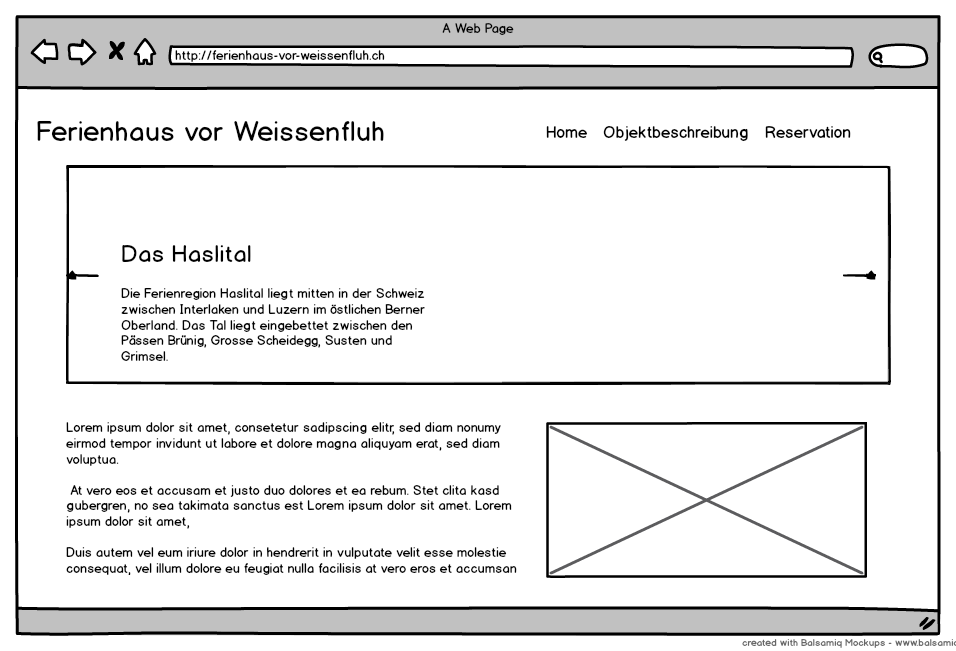 A Web Page
http://ferienhaus-vor-weissenfluh.ch
Ferienhaus vor Weissenfluh
Home Objektbeschreibung Reservation
Das Haslital
Die Ferienregion Haslital liegt mitten in der Schweiz
zwischen Interlaken und Luzern im östlichen Berner
Oberland. Das Tal liegt eingebettet zwischen den
Pässen Brünig, Grosse Scheidegg, Susten und
Grimsel.
Lorem ipsum dolor sit amet, consetetur sadipscing elitr, sed diam nonumy
eirmod tempor invidunt ut labore et dolore magna aliquyam erat, sed diam
voluptua.
At vero eos et accusam et justo duo dolores et ea rebum. Stet clita kasd
gubergren, no sea takimata sanctus est Lorem ipsum dolor sit amet. Lorem
ipsum dolor sit amet,
Duis autem vel eum iriure dolor in hendrerit in vulputate velit esse molestie
consequat, vel illum dolore eu feugiat nulla facilisis at vero eros et accumsan
created with Balsamiq Mockups - www.balsamiq